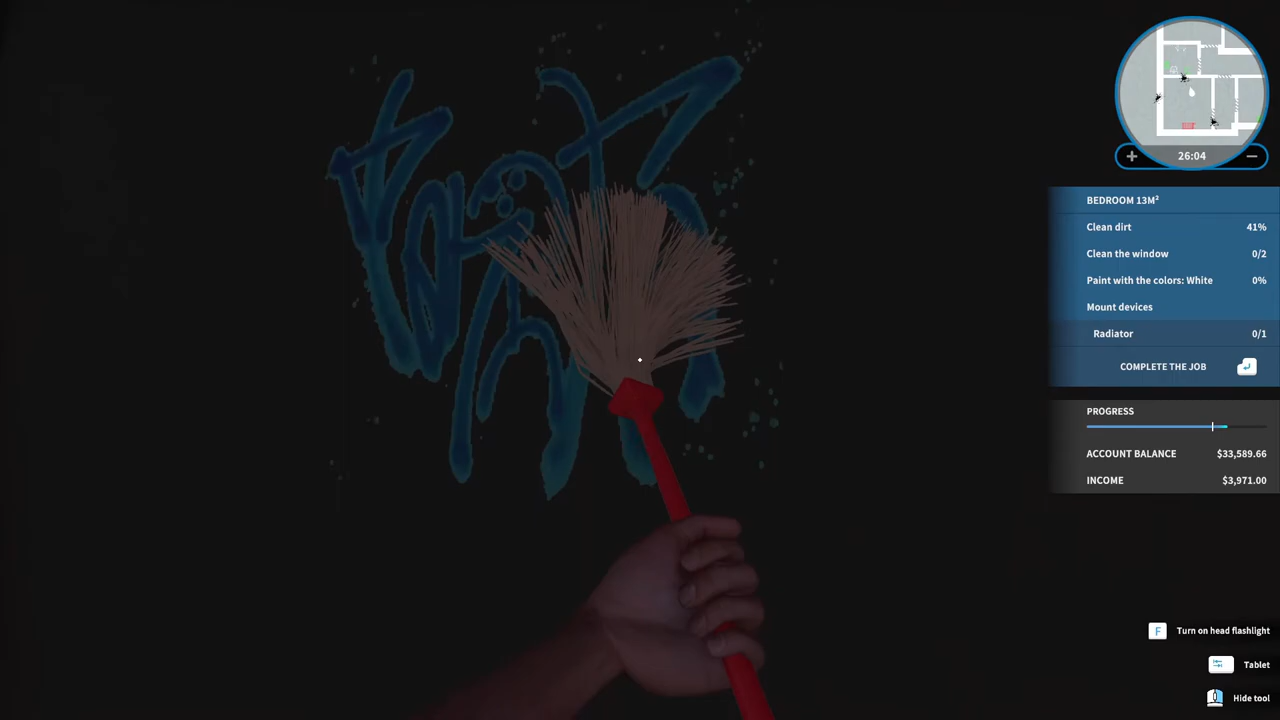 26:04
BEDROOM 13M²
Clean dirt 41%
Clean the window 0/2
Paint with the colors: White 0%
Mount devices
Radiator 0/1
COMPLETE THE JOB
PROGRESS
ACCOUNT BALANCE $33,589.66
INCOME $3,971.00
F Turn on head flashlight
Tablet
Hide tool